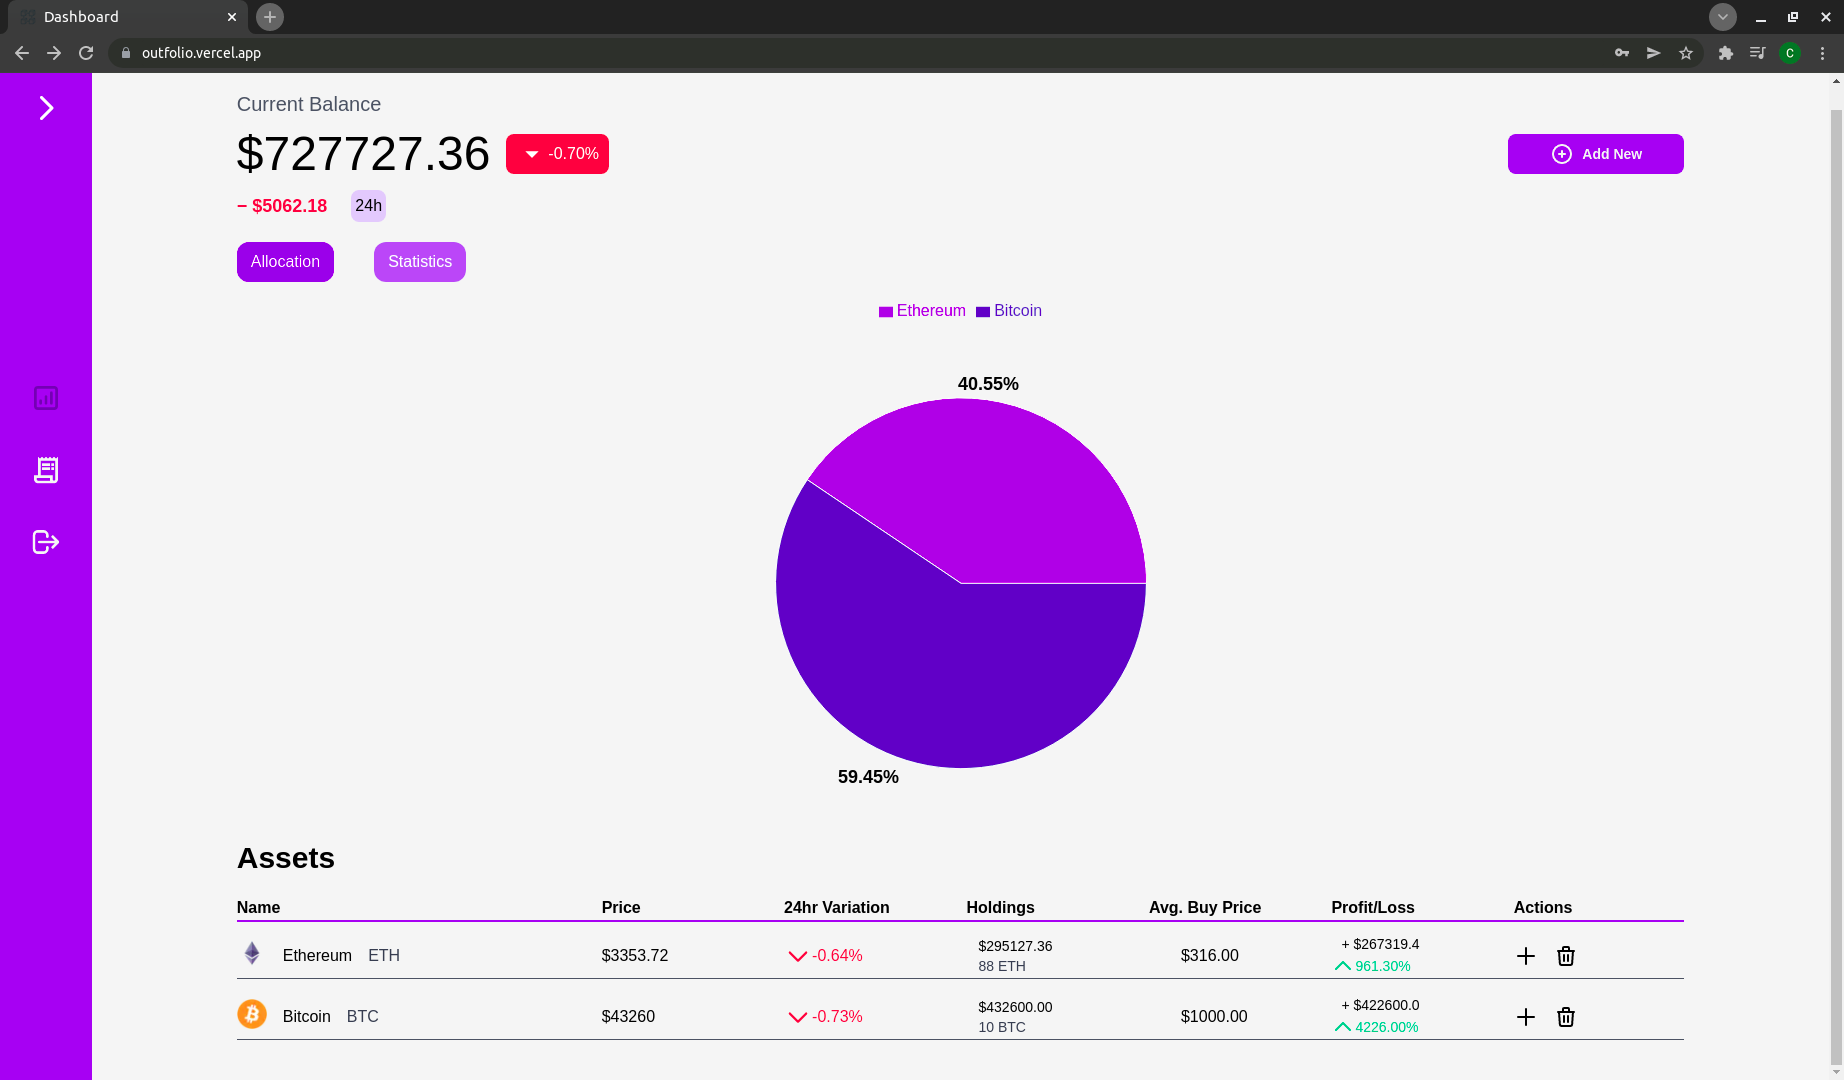 Dashboard
outfolio.vercel.app
C
Current Balance
$727727.36
-0.70%
Add New
− $5062.18
24h
Allocation
Statistics
Ethereum Bitcoin
40.55%
59.45%
Assets
Name Price 24hr Variation Holdings Avg. Buy Price Profit/Loss Actions
Ethereum ETH $3353.72 -0.64% $295127.36 88 ETH $316.00 + $267319.4 961.30%
Bitcoin BTC $43260 -0.73% $432600.00 10 BTC $1000.00 + $422600.0 4226.00%